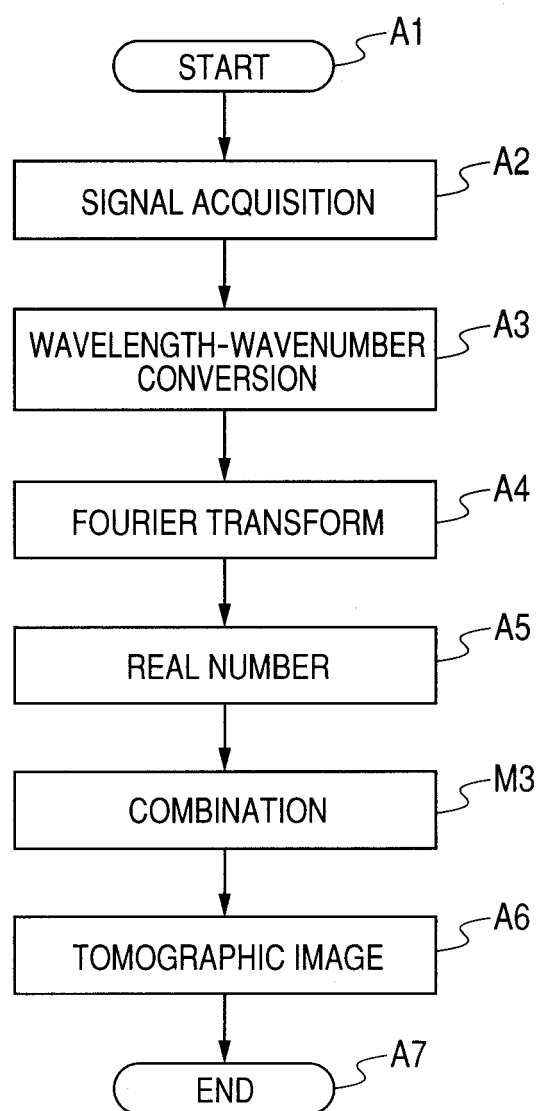 START
A1
SIGNAL ACQUISITION
A2
WAVELENGTH-WAVENUMBER
CONVERSION
A3
FOURIER TRANSFORM
A4
REAL NUMBER
A5
COMBINATION
M3
TOMOGRAPHIC IMAGE
A6
END
A7